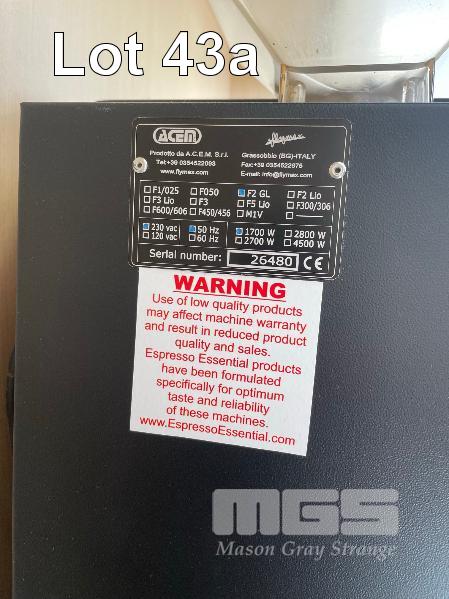 Lot 43a
ACEM
flymax
Prodotto da A.C.E.M. S.r.l.
Grassobbio (BG)-ITALY
Tel:+39 0354522093
Fax:+39 0354522976
www.flymax.com
E-mail: info@flymax.com
F1/025 F050 F2 GL F2 Lio
F3 Lio F3 F5 Lio F300/306
F600/606 F450/456 M1V
230 vac 50 Hz 1700 W 2800 W
120 vac 60 Hz 2700 W 4500 W
Serial number: 26480 CE
WARNING
Use of low quality products
may affect machine warranty
and result in reduced product
quality and sales.
Espresso Essential products
have been formulated
specifically for optimum
taste and reliability
of these machines.
www.EspressoEssential.com
MGS
Mason Gray Strange